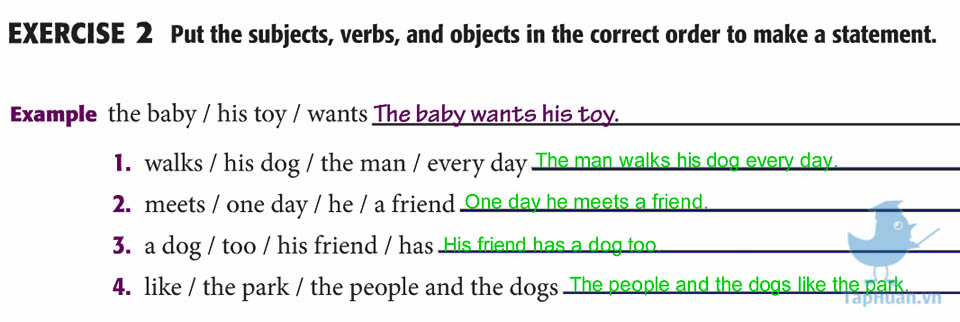 EXERCISE 2 Put the subjects, verbs, and objects in the correct order to make a statement.
Example the baby / his toy / wants The baby wants his toy.
1. walks / his dog / the man / every day The man walks his dog every day.
2. meets / one day / he / a friend One day he meets a friend.
3. a dog / too / his friend / has His friend has a dog too.
4. like / the park / the people and the dogs The people and the dogs like the park.
TapHuan.vn